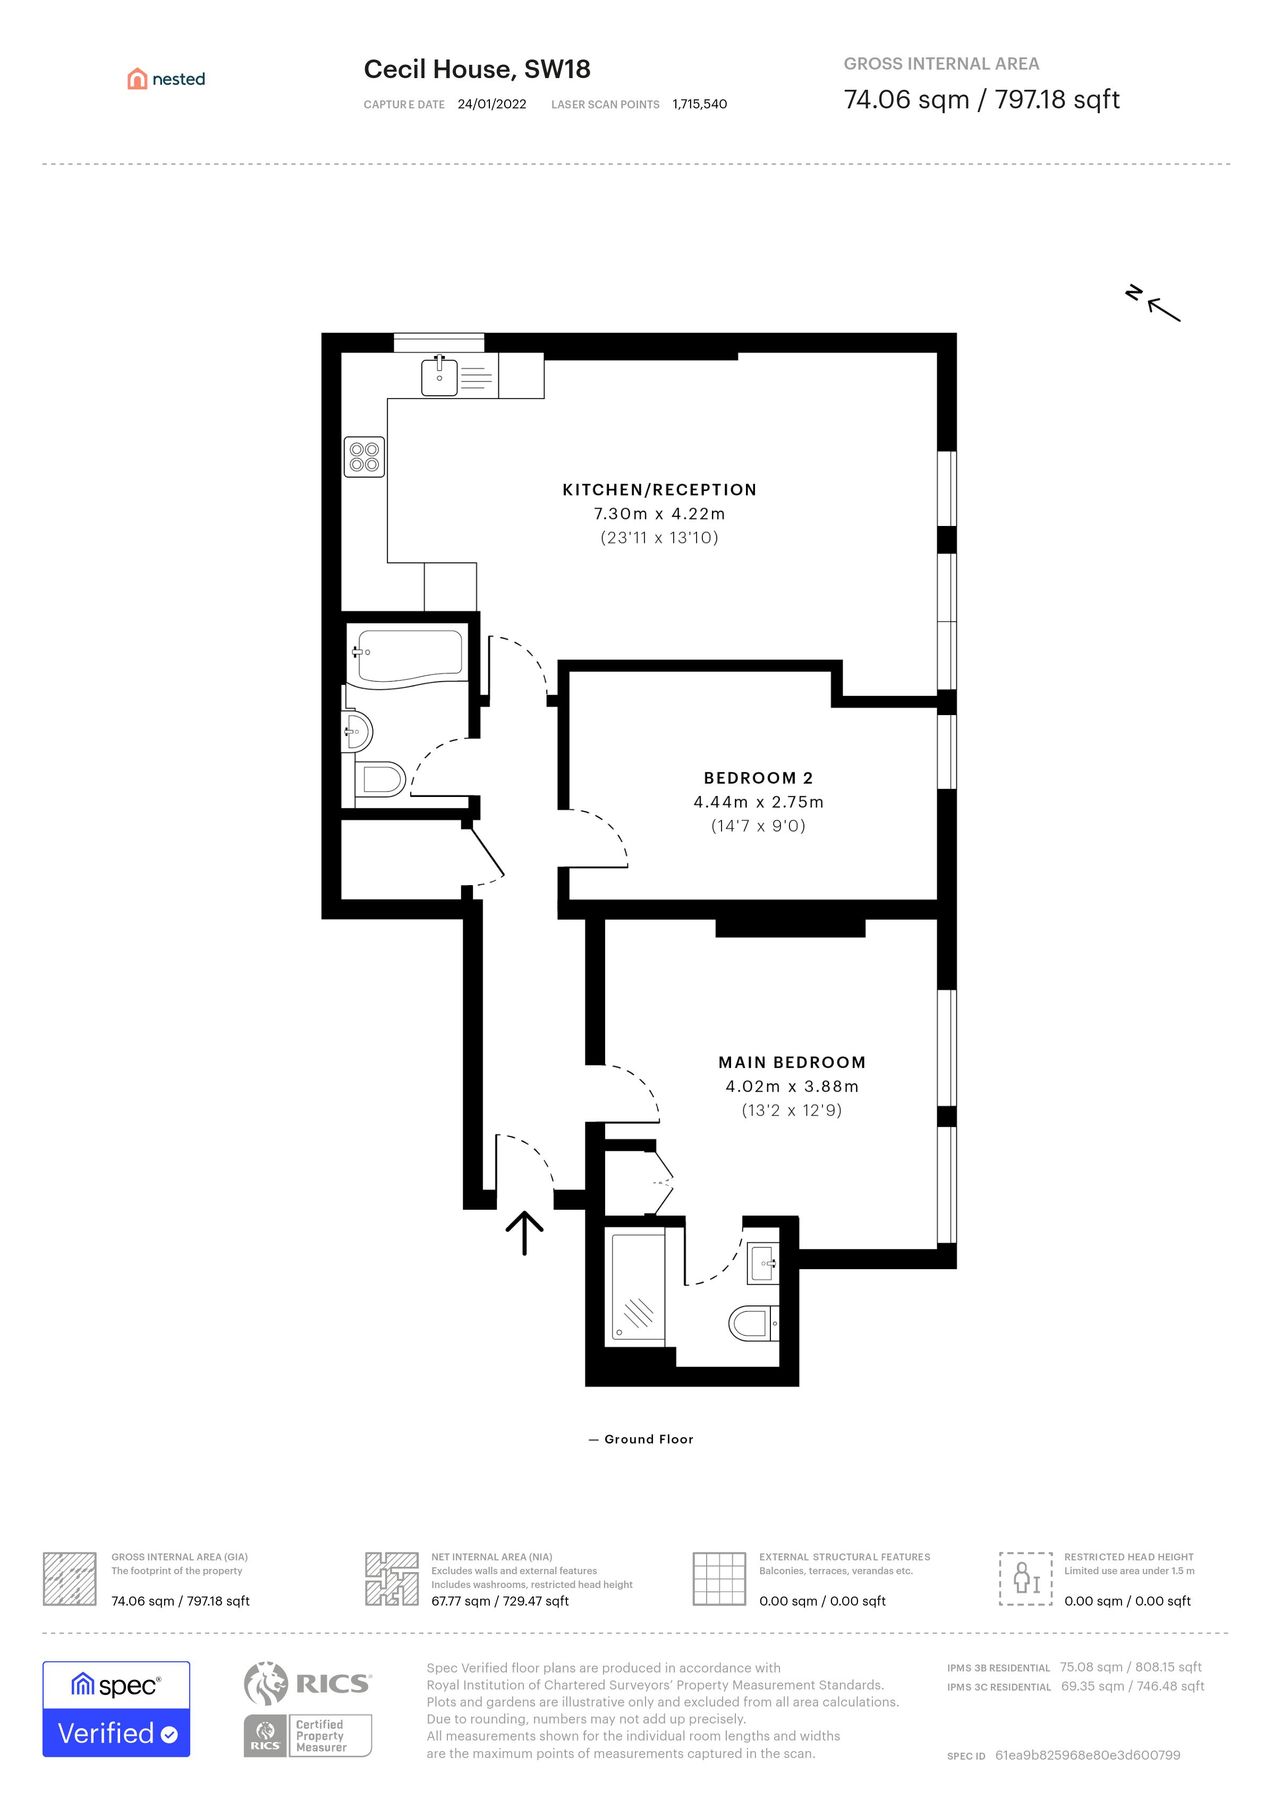 nested
Cecil House, SW18
CAPTURE DATE 24/01/2022 LASER SCAN POINTS 1,715,540
GROSS INTERNAL AREA
74.06 sqm / 797.18 sqft
N
KITCHEN/RECEPTION
7.30m x 4.22m
(23'11 x 13'10)
BEDROOM 2
4.44m x 2.75m
(14'7 x 9'0)
MAIN BEDROOM
4.02m x 3.88m
(13'2 x 12'9)
— Ground Floor
GROSS INTERNAL AREA (GIA)
The footprint of the property
74.06 sqm / 797.18 sqft
NET INTERNAL AREA (NIA)
Excludes walls and external features
Includes washrooms, restricted head height
67.77 sqm / 729.47 sqft
EXTERNAL STRUCTURAL FEATURES
Balconies, terraces, verandas etc.
0.00 sqm / 0.00 sqft
RESTRICTED HEAD HEIGHT
Limited use area under 1.5 m
0.00 sqm / 0.00 sqft
spec®
Verified
RICS®
RICS
Certified
Property
Measurer
Spec Verified floor plans are produced in accordance with
Royal Institution of Chartered Surveyors' Property Measurement Standards.
Plots and gardens are illustrative only and excluded from all area calculations.
Due to rounding, numbers may not add up precisely.
All measurements shown for the individual room lengths and widths
are the maximum points of measurements captured in the scan.
IPMS 3B RESIDENTIAL 75.08 sqm / 808.15 sqft
IPMS 3C RESIDENTIAL 69.35 sqm / 746.48 sqft
SPEC ID 61ea9b825968e80e3d600799